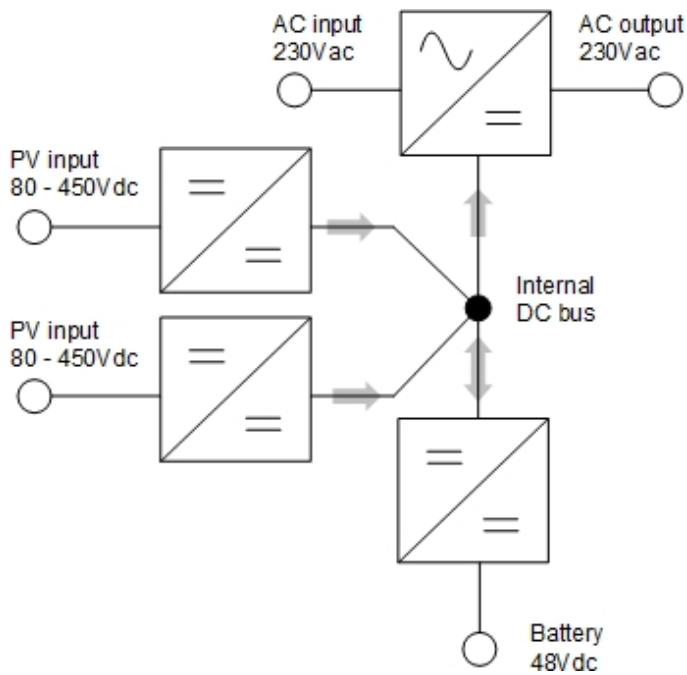 AC input
230Vac
AC output
230Vac
PV input
80 - 450Vdc
PV input
80 - 450Vdc
Internal
DC bus
Battery
48Vdc